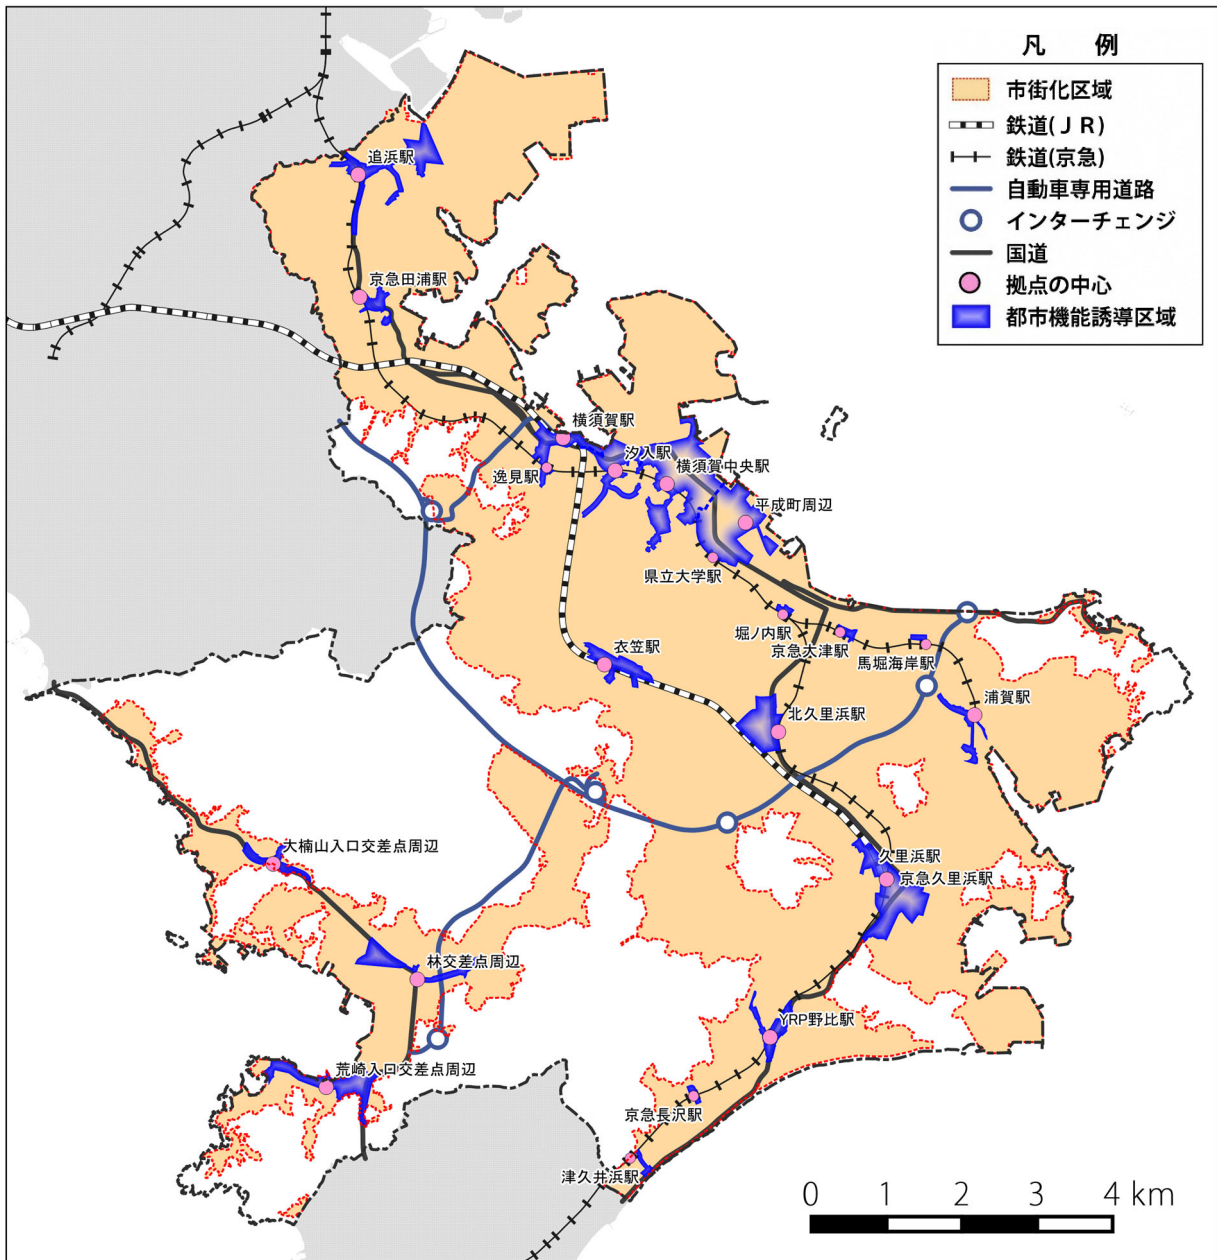 凡 例
市街化区域
鉄道(ＪＲ)
鉄道(京急)
自動車専用道路
インターチェンジ
国道
拠点の中心
都市機能誘導区域
追浜駅
京急田浦駅
横須賀駅
汐入駅
逸見駅
横須賀中央駅
平成町周辺
県立大学駅
堀ノ内駅
京急大津駅
馬堀海岸駅
衣笠駅
浦賀駅
北久里浜駅
大楠山入口交差点周辺
久里浜駅
京急久里浜駅
林交差点周辺
YRP野比駅
荒崎入口交差点周辺
京急長沢駅
津久井浜駅
0 1 2 3 4 km